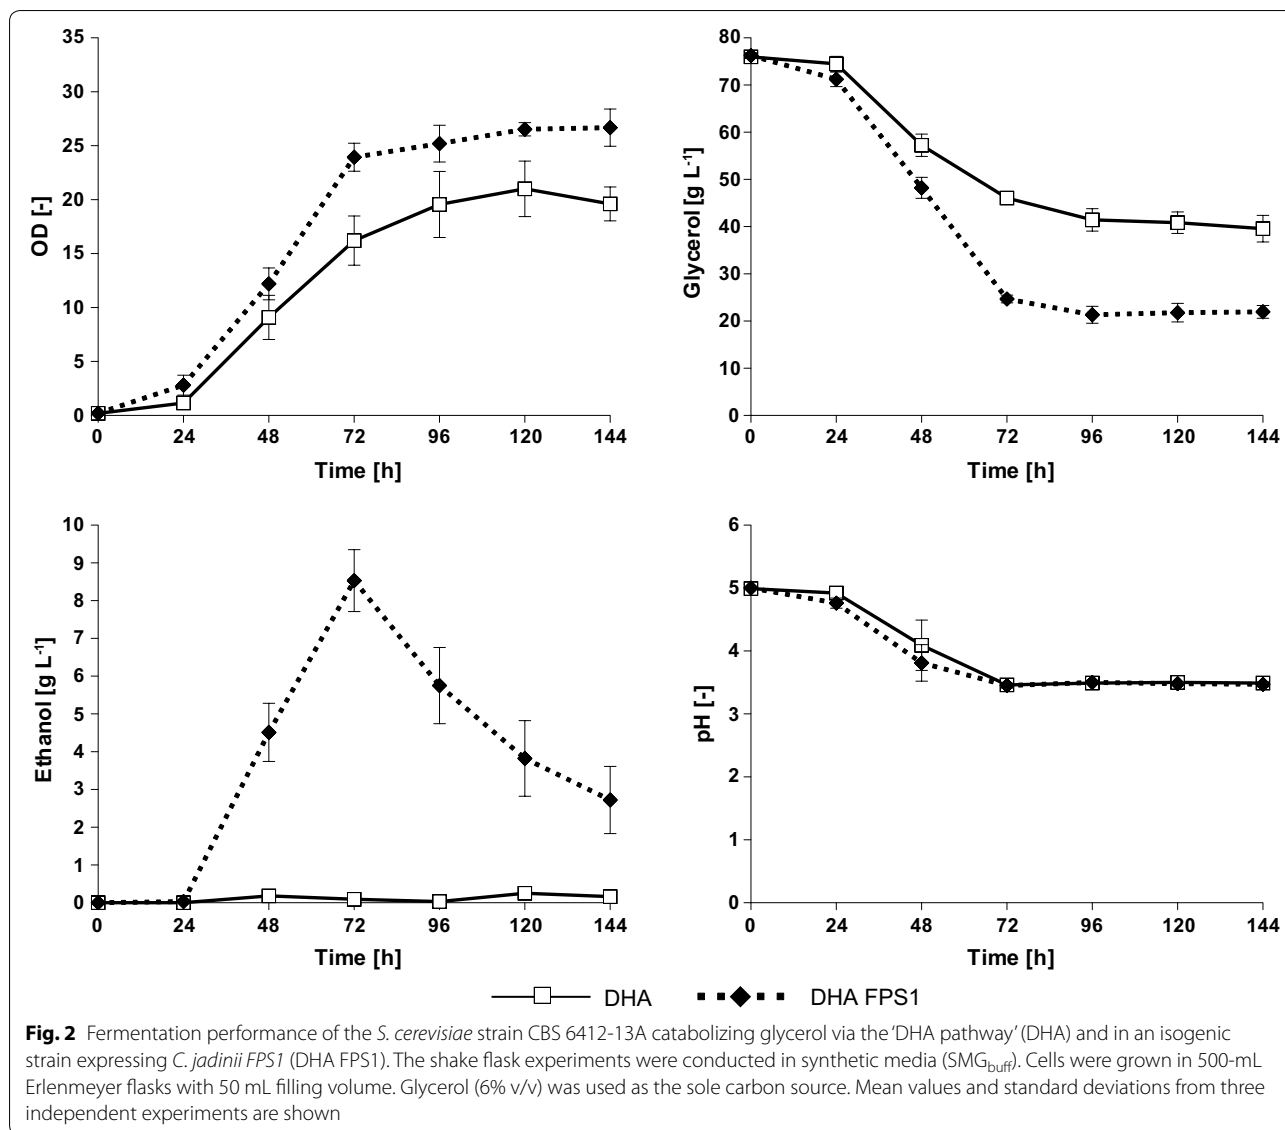 35
30
25
20
15
10
5
0
OD [-]
0 24 48 72 96 120 144
Time [h]
80
70
60
50
40
30
20
10
0
Glycerol [g L⁻¹]
0 24 48 72 96 120 144
Time [h]
10
9
8
7
6
5
4
3
2
1
0
Ethanol [g L⁻¹]
0 24 48 72 96 120 144
Time [h]
6
5
4
3
2
1
0
pH [-]
0 24 48 72 96 120 144
Time [h]
DHA DHA FPS1
Fig. 2 Fermentation performance of the S. cerevisiae strain CBS 6412-13A catabolizing glycerol via the ‘DHA pathway’ (DHA) and in an isogenic
strain expressing C. jadinii FPS1 (DHA FPS1). The shake flask experiments were conducted in synthetic media (SMGbuff). Cells were grown in 500-mL
Erlenmeyer flasks with 50 mL filling volume. Glycerol (6% v/v) was used as the sole carbon source. Mean values and standard deviations from three
independent experiments are shown